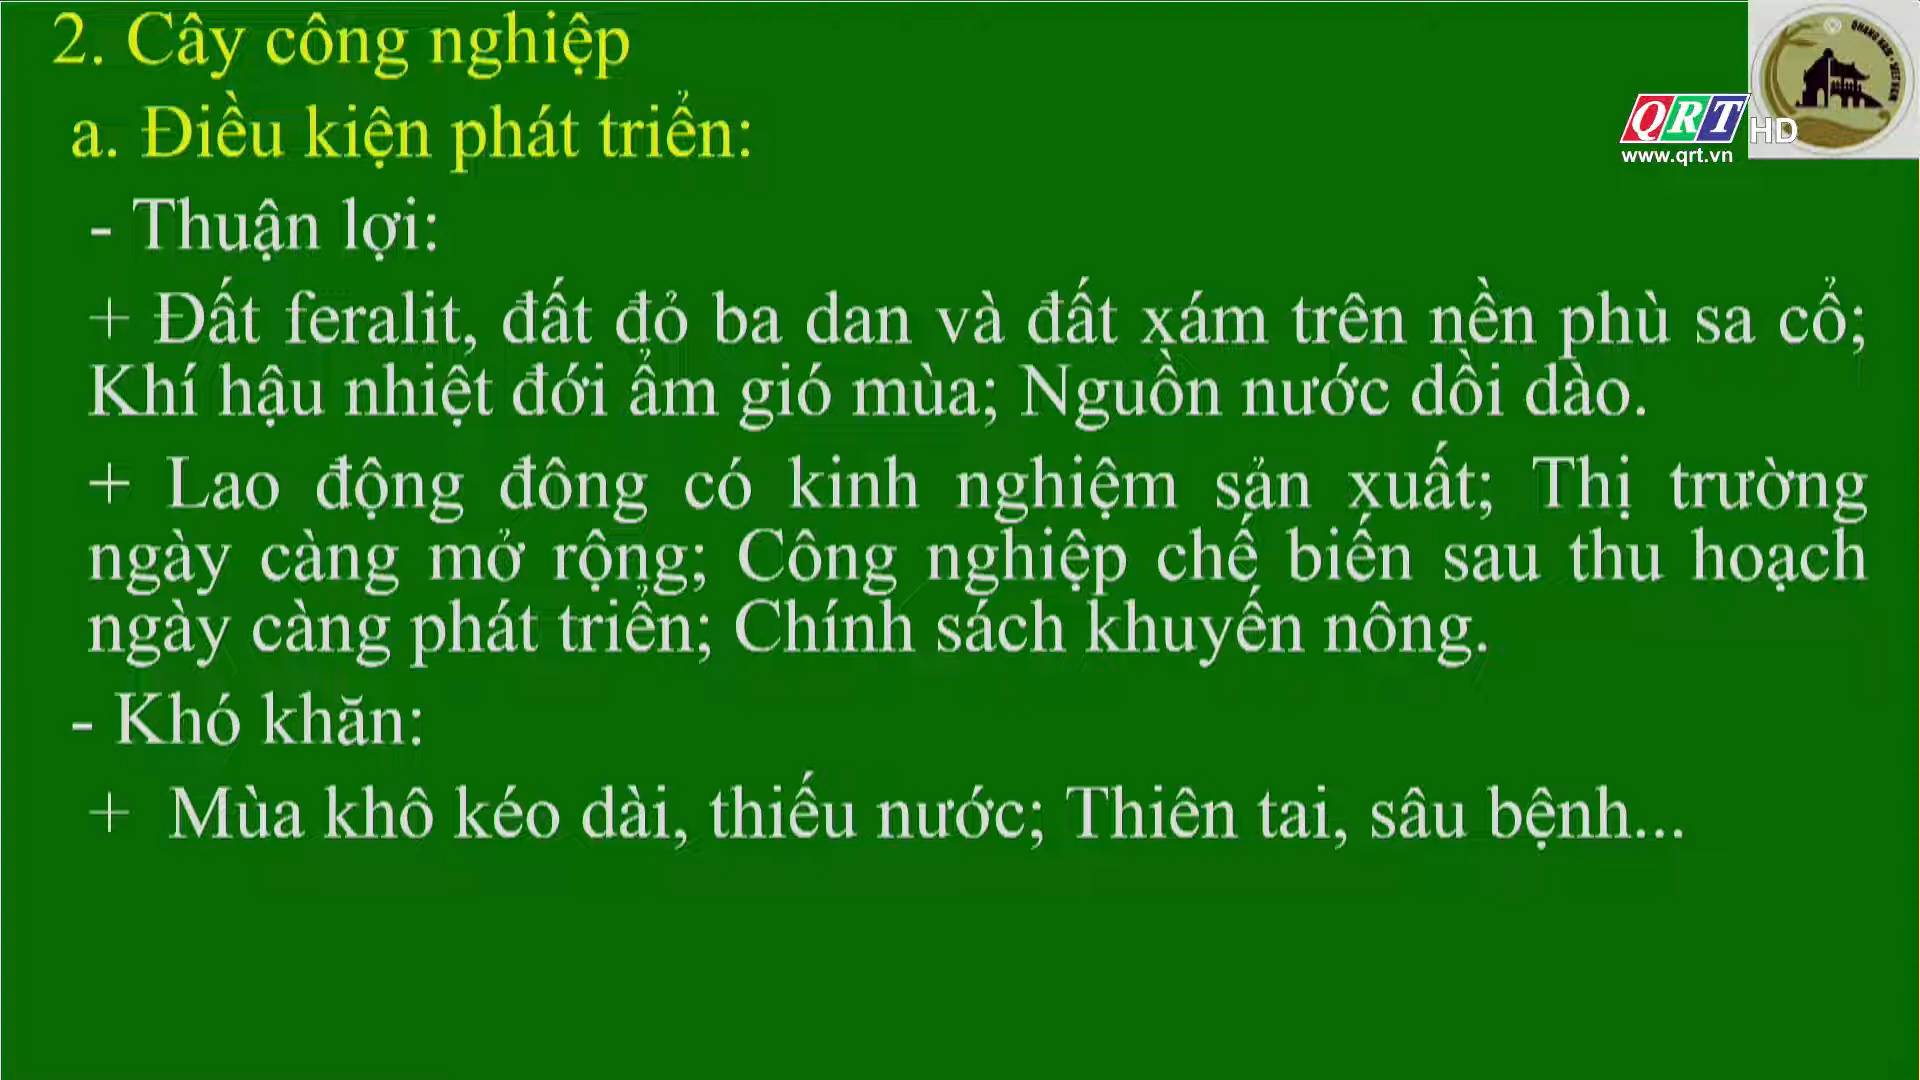 2. Cây công nghiệp
a. Điều kiện phát triển:
- Thuận lợi:
+ Đất feralit, đất đỏ ba dan và đất xám trên nền phù sa cổ;
Khí hậu nhiệt đới ẩm gió mùa; Nguồn nước dồi dào.
+ Lao động đông có kinh nghiệm sản xuất; Thị trường
ngày càng mở rộng; Công nghiệp chế biến sau thu hoạch
ngày càng phát triển; Chính sách khuyến nông.
- Khó khăn:
+ Mùa khô kéo dài, thiếu nước; Thiên tai, sâu bệnh...
QRT HD
www.qrt.vn
QUANG NAM - VIET NAM